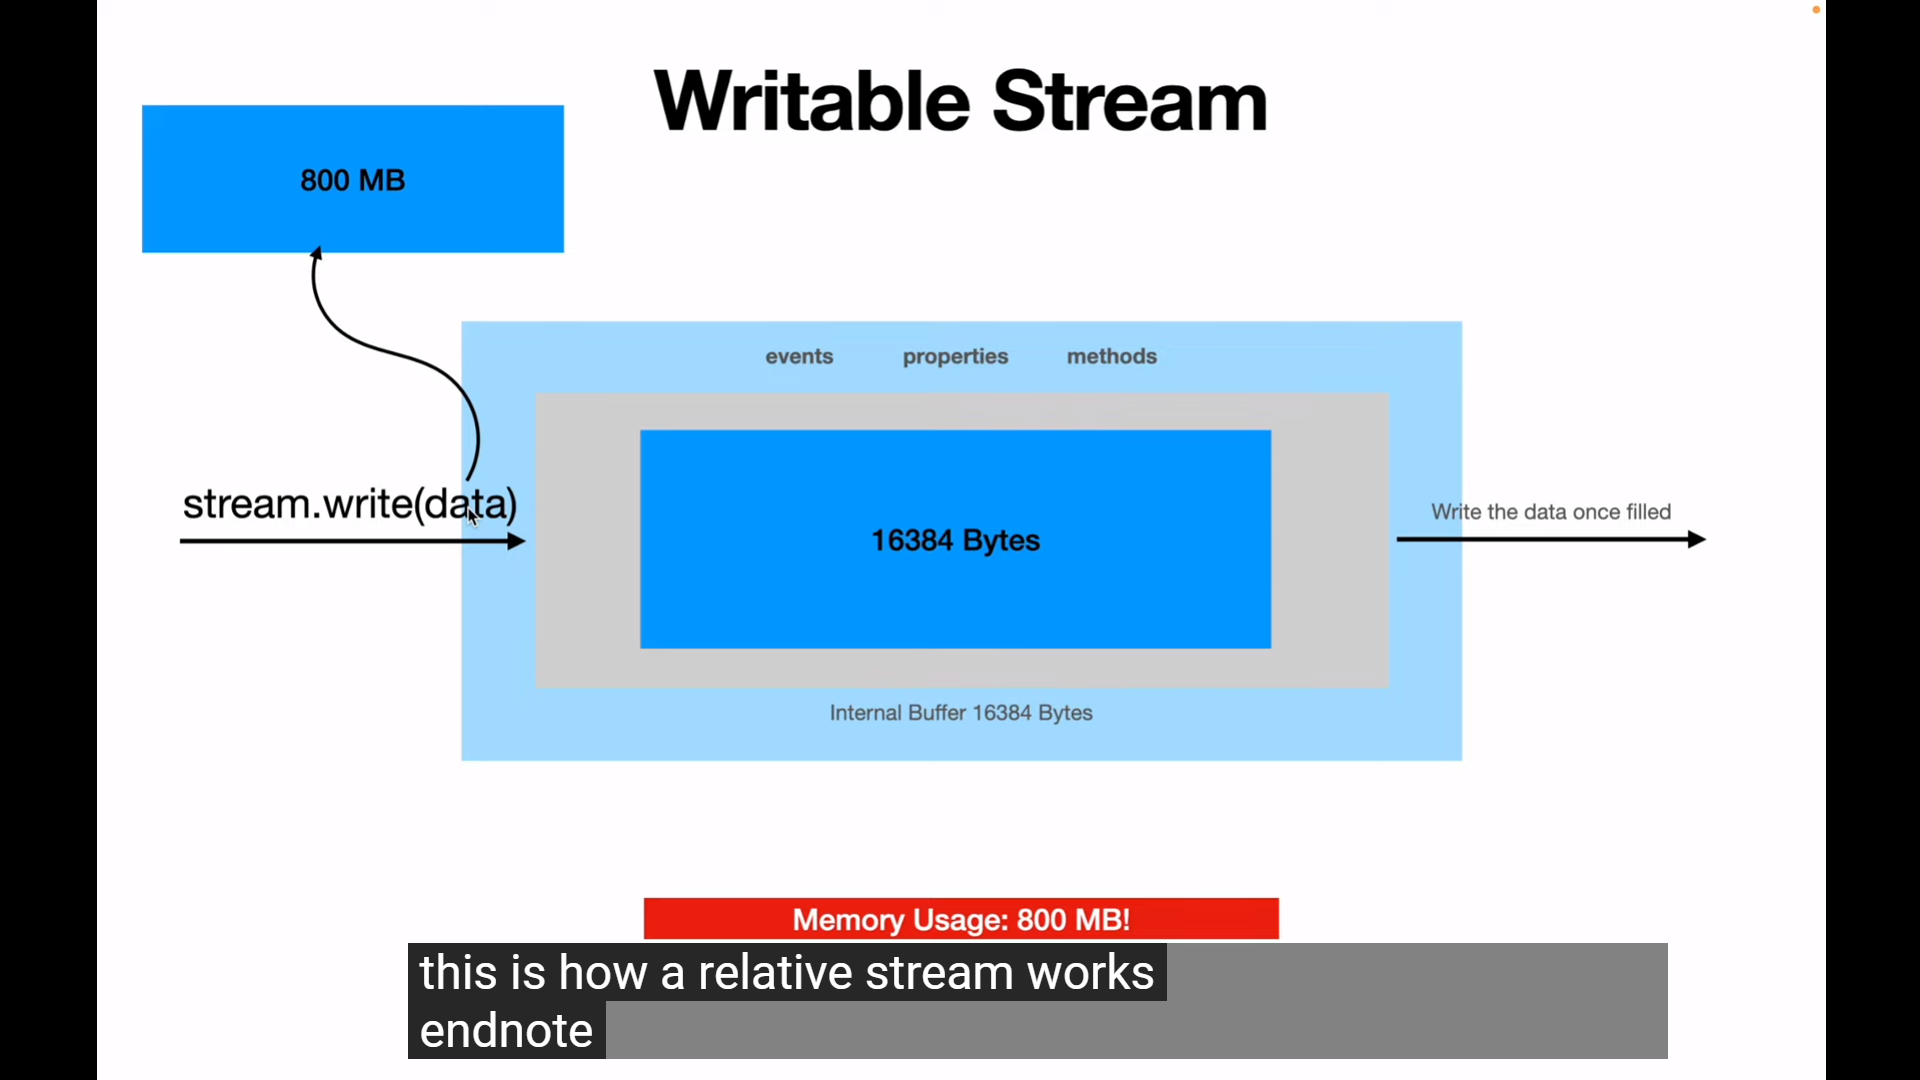 Writable Stream
800 MB
events properties methods
stream.write(data)
16384 Bytes
Write the data once filled
Internal Buffer 16384 Bytes
Memory Usage: 800 MB!
this is how a relative stream works
endnote